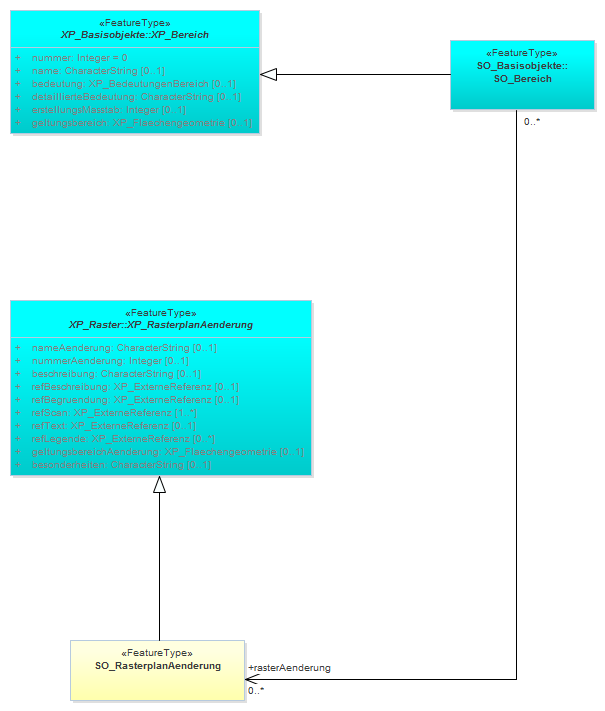 «FeatureType»
XP_Basisobjekte::XP_Bereich
+ nummer: Integer = 0
+ name: CharacterString [0..1]
+ bedeutung: XP_BedeutungenBereich [0..1]
+ detaillierteBedeutung: CharacterString [0..1]
+ erstellungsMasstab: Integer [0..1]
+ geltungsbereich: XP_Flaechengeometrie [0..1]
«FeatureType»
SO_Basisobjekte::
SO_Bereich
0..*
«FeatureType»
XP_Raster::XP_RasterplanAenderung
+ nameAenderung: CharacterString [0..1]
+ nummerAenderung: Integer [0..1]
+ beschreibung: CharacterString [0..1]
+ refBeschreibung: XP_ExterneReferenz [0..1]
+ refBegruendung: XP_ExterneReferenz [0..1]
+ refScan: XP_ExterneReferenz [1..*]
+ refText: XP_ExterneReferenz [0..1]
+ refLegende: XP_ExterneReferenz [0..*]
+ geltungsbereichAenderung: XP_Flaechengeometrie [0..1]
+ besonderheiten: CharacterString [0..1]
«FeatureType»
SO_RasterplanAenderung
+rasterAenderung
0..*